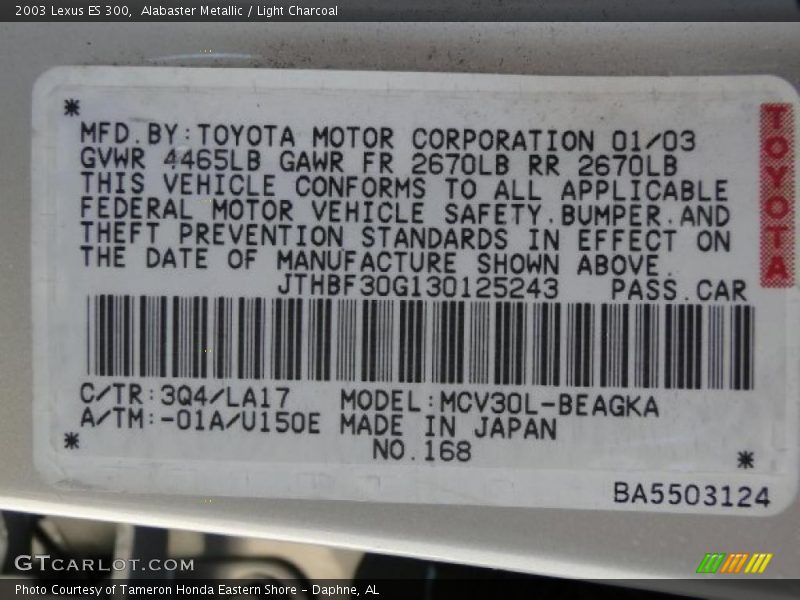 2003 Lexus ES 300,  Alabaster Metallic / Light Charcoal
MFD.BY:TOYOTA MOTOR CORPORATION 01/03
GVWR 4465LB GAWR FR 2670LB RR 2670LB
THIS VEHICLE CONFORMS TO ALL APPLICABLE
FEDERAL MOTOR VEHICLE SAFETY.BUMPER.AND
THEFT PREVENTION STANDARDS IN EFFECT ON
THE DATE OF MANUFACTURE SHOWN ABOVE.
JTHBF30G130125243 PASS.CAR
TOYOTA
C/TR:3Q4/LA17 MODEL:MCV30L-BEAGKA
A/TM:-01A/U150E MADE IN JAPAN
NO.168
BA5503124
GTCARLOT.COM
Photo Courtesy of Tameron Honda Eastern Shore - Daphne, AL